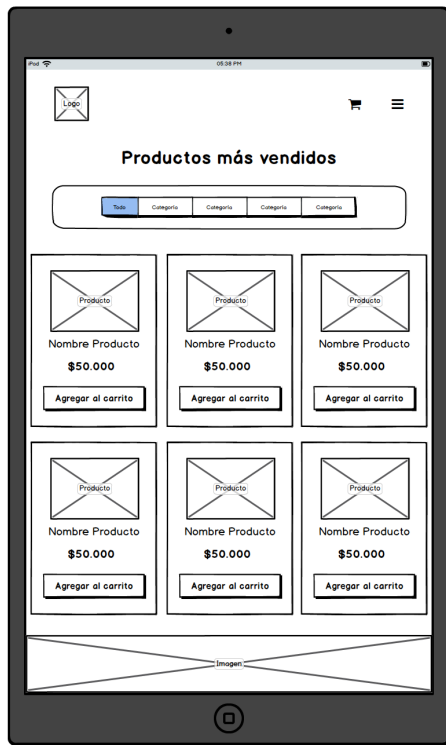 iPod 05:38 PM
Logo
Productos más vendidos
Todo Categoría Categoría Categoría Categoría
Producto Producto Producto
Nombre Producto Nombre Producto Nombre Producto
$50.000 $50.000 $50.000
Agregar al carrito Agregar al carrito Agregar al carrito
Producto Producto Producto
Nombre Producto Nombre Producto Nombre Producto
$50.000 $50.000 $50.000
Agregar al carrito Agregar al carrito Agregar al carrito
Imagen